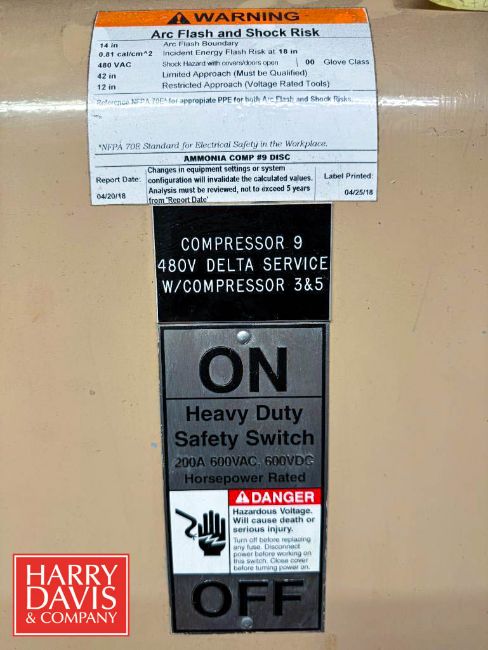 WARNING
Arc Flash and Shock Risk
14 in Arc Flash Boundary
0.81 cal/cm^2 Incident Energy Flash Risk at 18 in
480 VAC Shock Hazard with covers/doors open 00 Glove Class
42 in Limited Approach (Must be Qualified)
12 in Restricted Approach (Voltage Rated Tools)
Reference NFPA 70E* for appropiate PPE for both Arc Flash and Shock Risks.
*NFPA 70E Standard for Electrical Safety in the Workplace.
AMMONIA COMP #9 DISC
Report Date:
04/20/18
Changes in equipment settings or system
configuration will invalidate the calculated values.
Analysis must be reviewed, not to exceed 5 years
from 'Report Date'
Label Printed:
04/25/18
COMPRESSOR 9
480V DELTA SERVICE
W/COMPRESSOR 3&5
ON
Heavy Duty
Safety Switch
200A 600VAC, 600VDC
Horsepower Rated
DANGER
Hazardous Voltage.
Will cause death or
serious injury.
Turn off before replacing
any fuse. Disconnect
power before working on
this switch. Close cover
before turning power on.
OFF
HARRY
DAVIS
& COMPANY